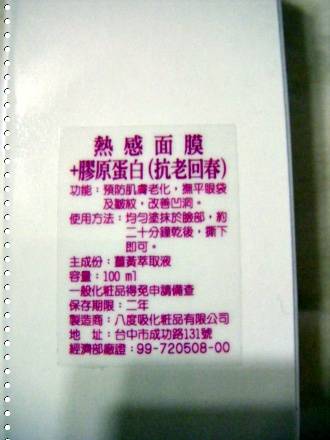 熱感面膜
+膠原蛋白(抗老回春)
功能：預防肌膚老化，撫平眼袋
及皺紋，改善凹洞。
使用方法：均勻塗抹於臉部，約
二十分鐘乾後，撕下
即可。
主成份：薑黃萃取液
容量：100 ml
一般化粧品得免申請備查
保存期限：二年
製造商：八度吸化粧品有限公司
地　址：台中市成功路131號
經濟部廠證：99-720508-00